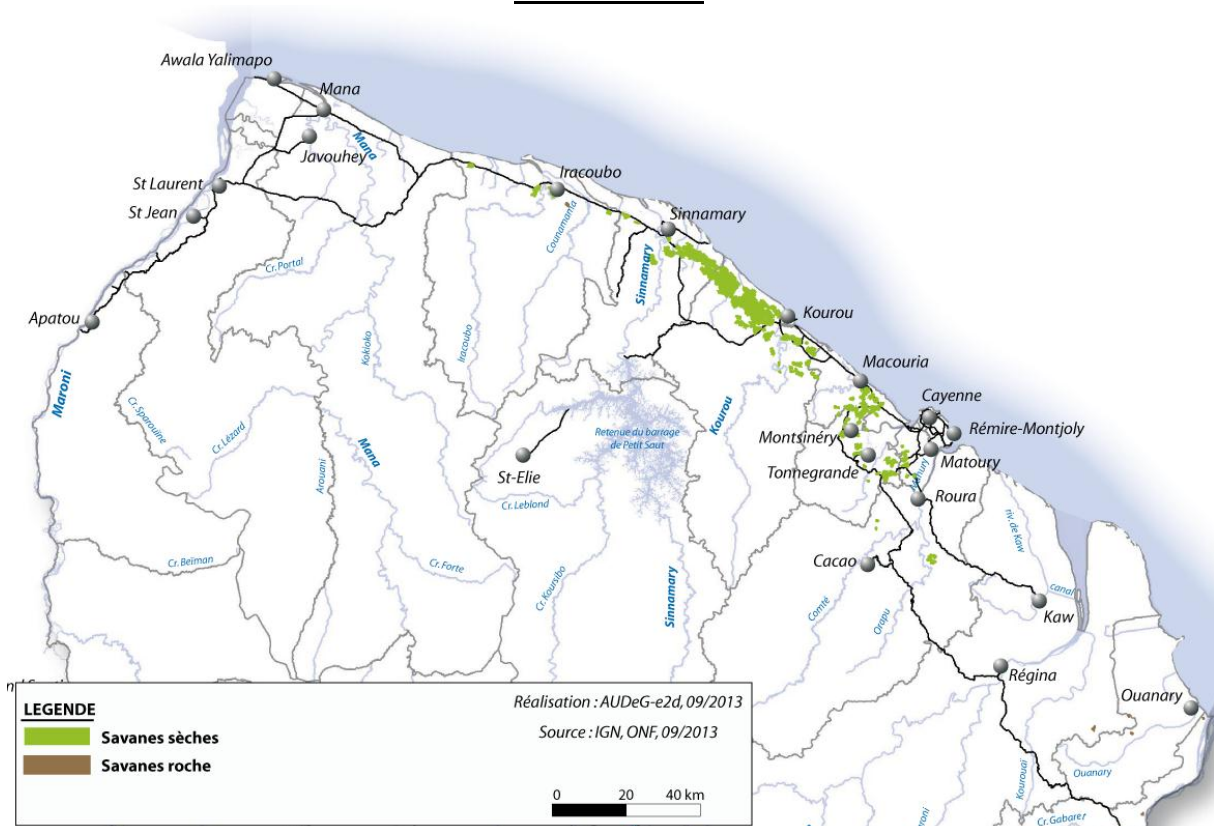 Awala Yalimapo
Mana
Mana
Javouhey
St Laurent
St Jean
Iracoubo
Counamama
Sinnamary
Sinnamary
Cr. Portal
Apatou
Kokioko
Iracoubo
Kourou
Macouria
Maroni
Cayenne
Cr. Sparouine
Cr. Lézard
Kourou
Rémire-Montjoly
Retenue du barrage
de Petit Saut
Montsinéry
Matoury
Mana
Arouani
St-Elie
Tonnegrande
Mahury
Cr. Leblond
Roura
riv. de Kaw
Cr. Beïman
Cr. Forte
Cacao
Cr. Koursibo
Sinnamary
Comté
Orapu
canal
Kaw
Régina
Ouanary
LEGENDE
Savanes sèches
Savanes roche
Réalisation : AUDeG-e2d, 09/2013
Source : IGN, ONF, 09/2013
0 20 40 km
Kourouaï
Ouanary
Cr. Gabaret